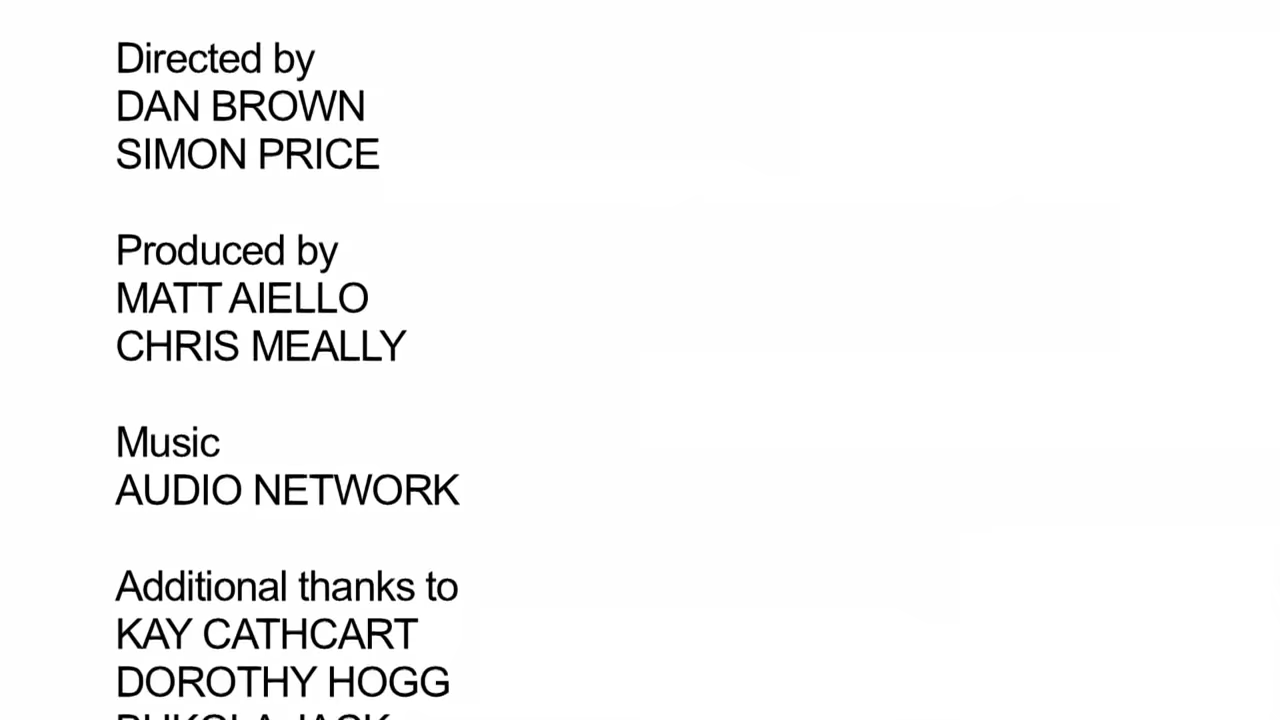 Directed by
DAN BROWN
SIMON PRICE
Produced by
MATT AIELLO
CHRIS MEALLY
Music
AUDIO NETWORK
Additional thanks to
KAY CATHCART
DOROTHY HOGG